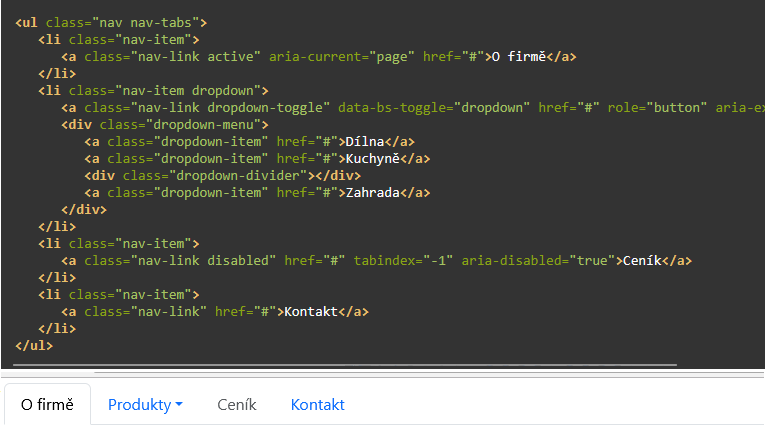 <ul class="nav nav-tabs">
<li class="nav-item">
<a class="nav-link active" aria-current="page" href="#">O firmě</a>
</li>
<li class="nav-item dropdown">
<a class="nav-link dropdown-toggle" data-bs-toggle="dropdown" href="#" role="button" aria-ex
<div class="dropdown-menu">
<a class="dropdown-item" href="#">Dílna</a>
<a class="dropdown-item" href="#">Kuchyně</a>
<div class="dropdown-divider"></div>
<a class="dropdown-item" href="#">Zahrada</a>
</div>
</li>
<li class="nav-item">
<a class="nav-link disabled" href="#" tabindex="-1" aria-disabled="true">Ceník</a>
</li>
<li class="nav-item">
<a class="nav-link" href="#">Kontakt</a>
</li>
</ul>
O firmě Produkty Ceník Kontakt